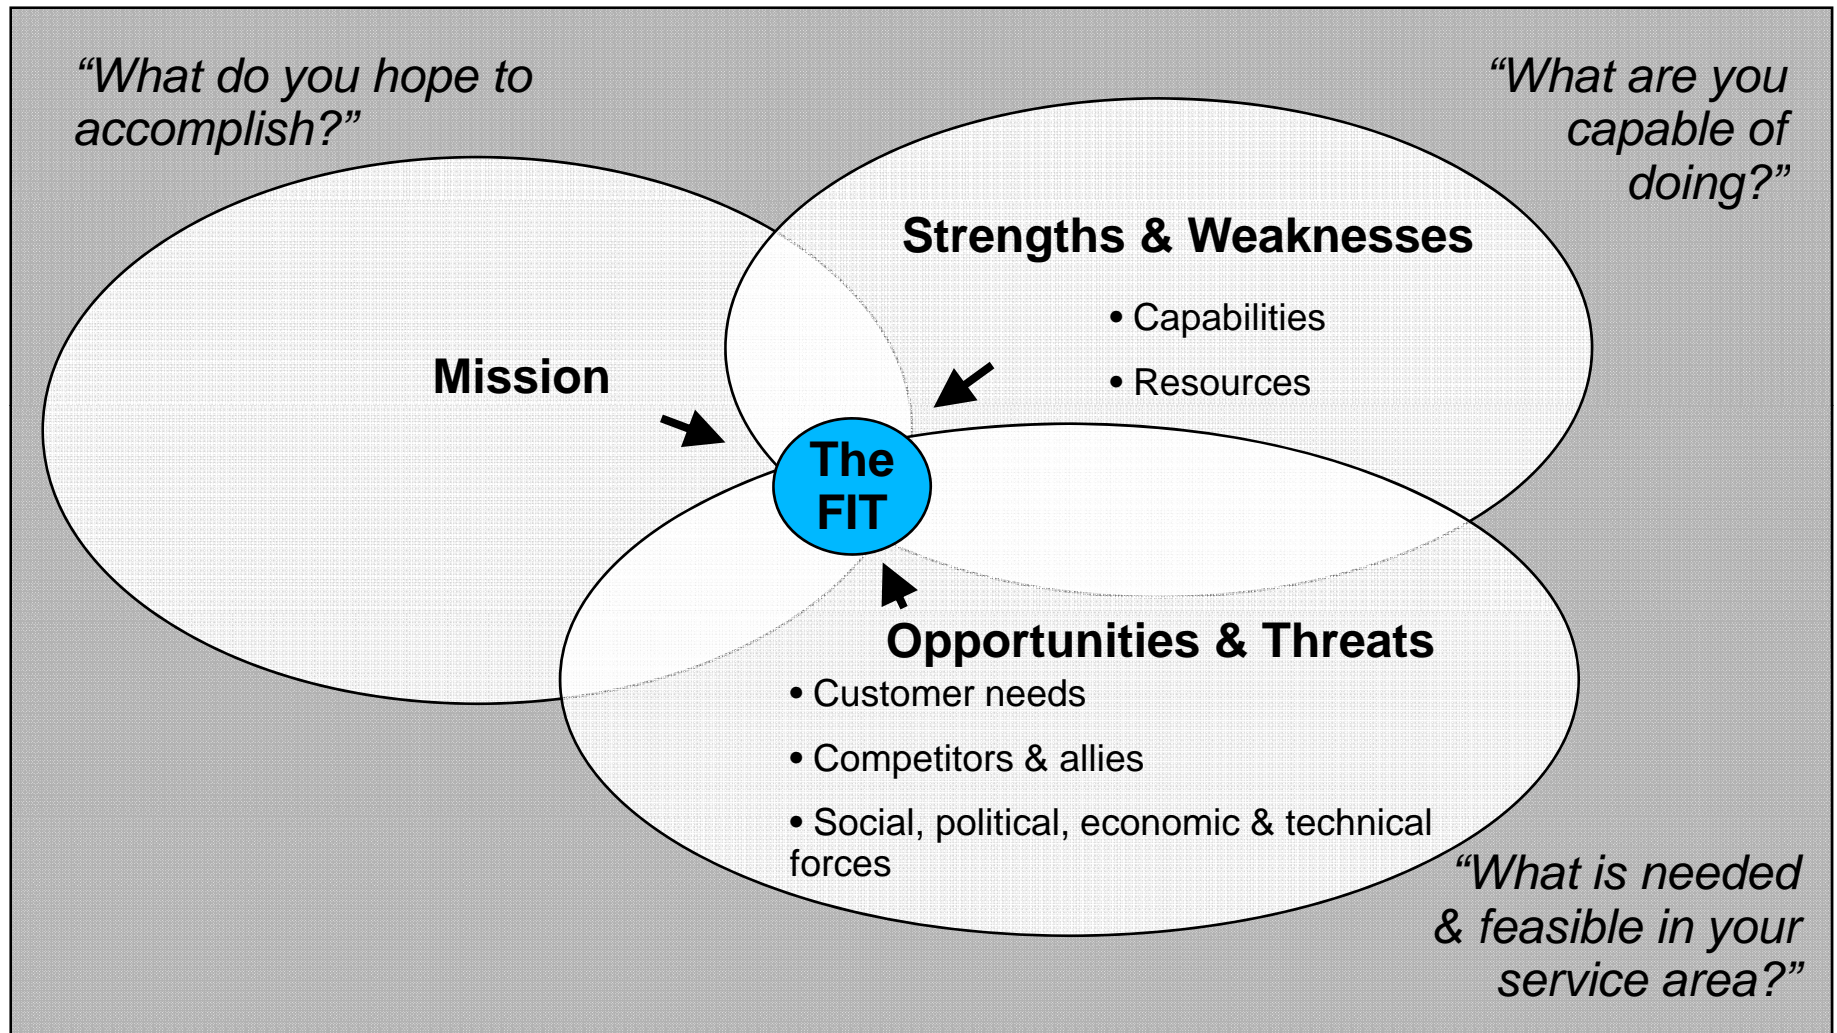 “What do you hope to
accomplish?”
“What are you
capable of
doing?”
Strengths & Weaknesses
• Capabilities
• Resources
Mission
The
FIT
Opportunities & Threats
• Customer needs
• Competitors & allies
• Social, political, economic & technical
forces
“What is needed
& feasible in your
service area?”